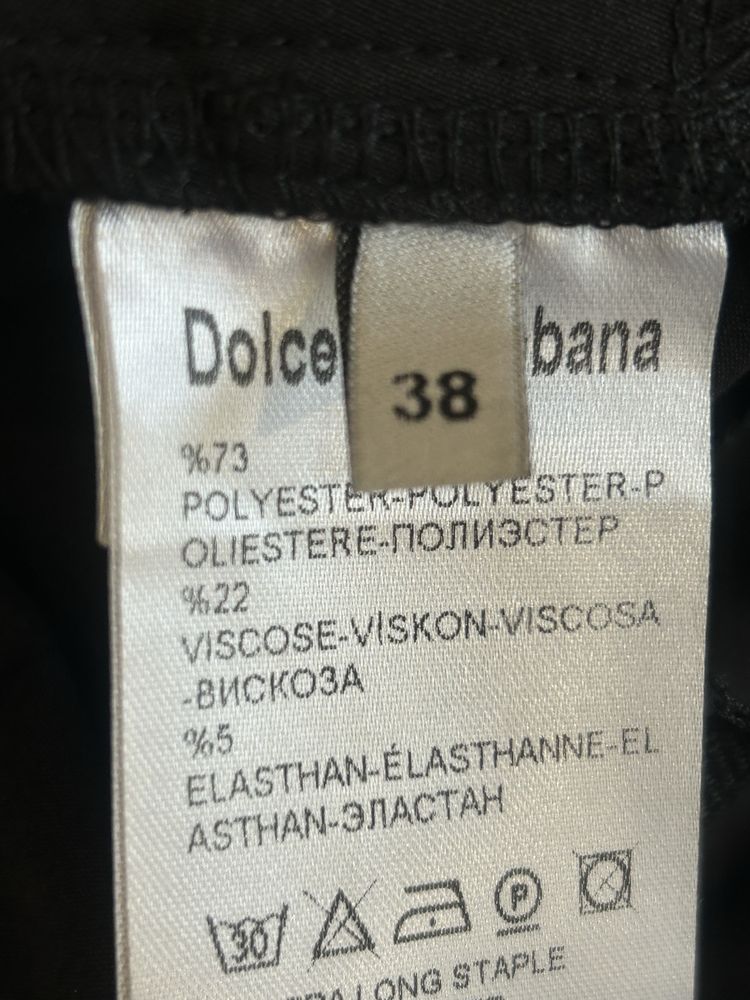 Dolce bana
38
%73
POLYESTER-POLYESTER-P
OLIESTERE-ПОЛИЭСТЕР
%22
VISCOSE-VİSKON-VISCOSA
-ВИСКОЗА
%5
ELASTHAN-ÉLASTHANNE-EL
ASTHAN-ЭЛАСТАН
30 P
LONG STAPLE